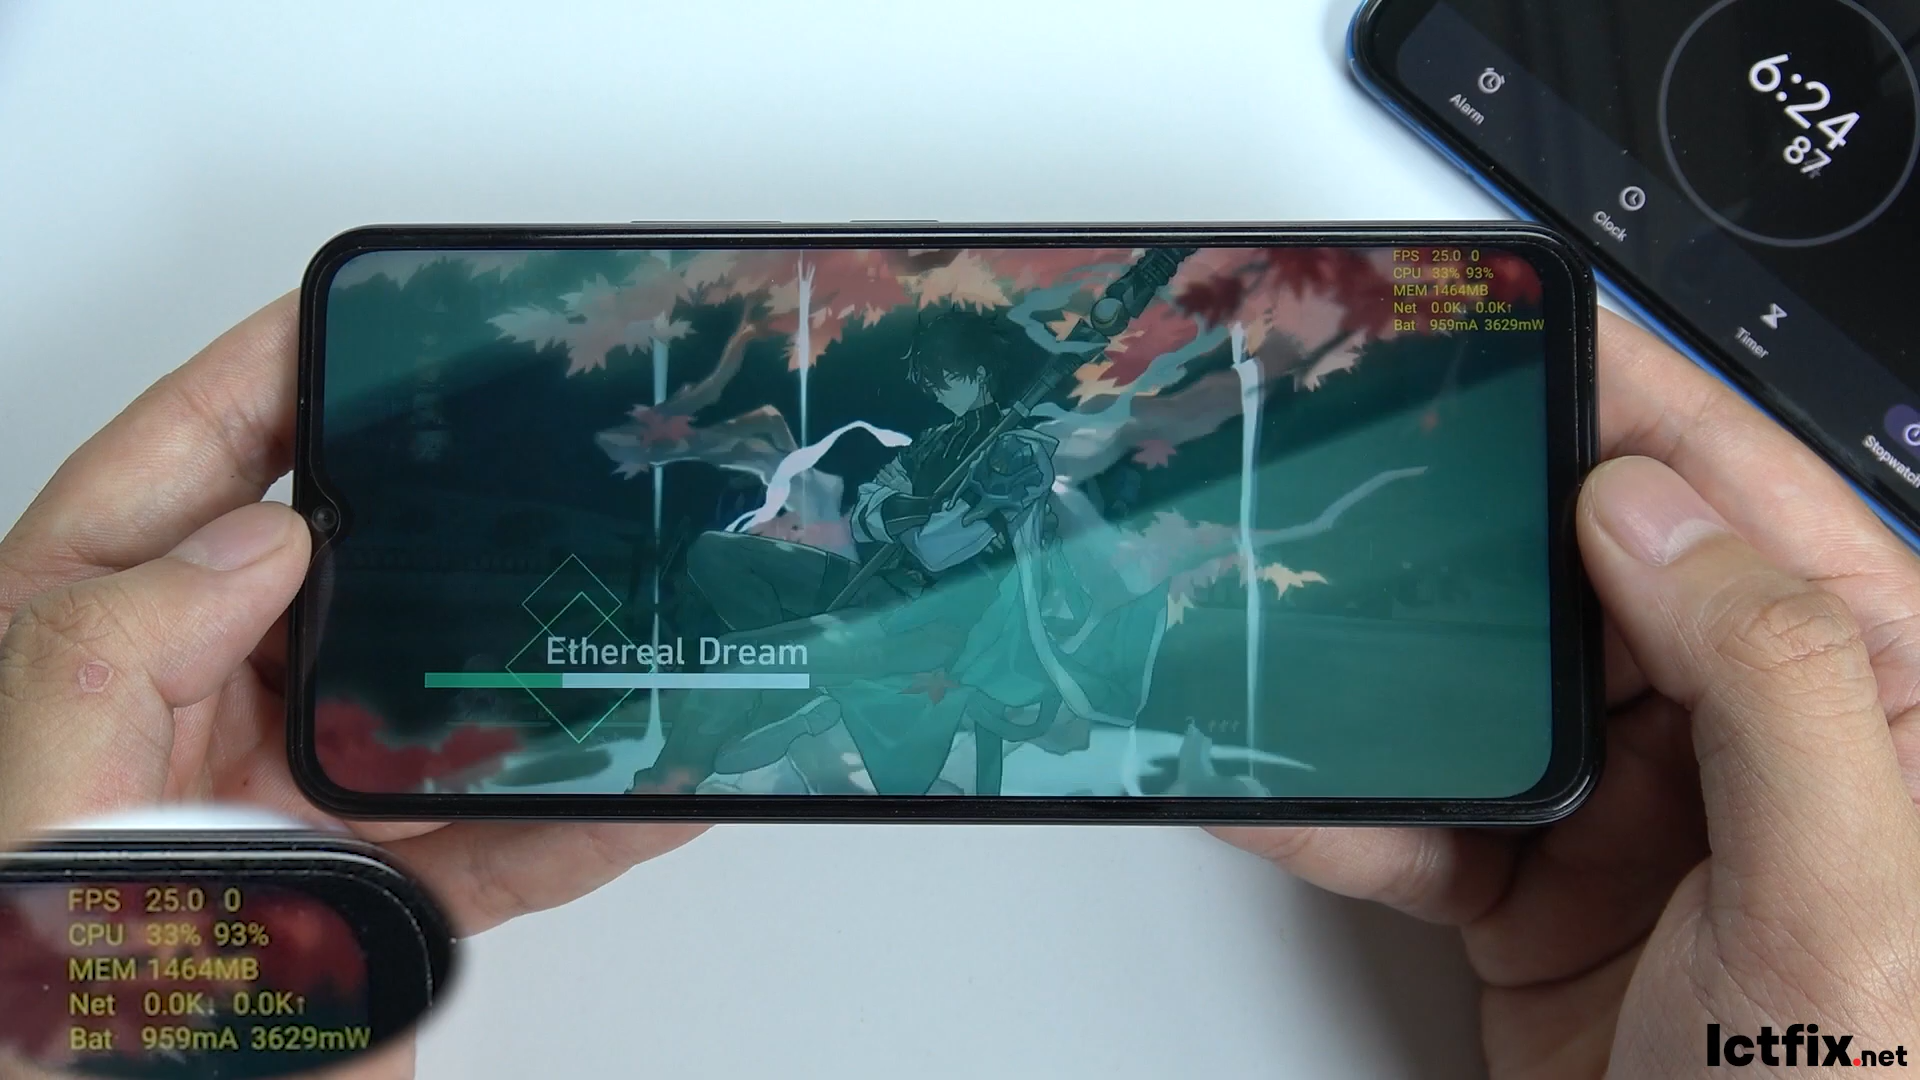 6:24
87
Alarm
Clock
Timer
Stopwatch
FPS 25.0 0
CPU 33% 93%
MEM 1464MB
Net 0.0K↓ 0.0K↑
Bat 959mA 3629mW
Ethereal Dream
FPS 25.0 0
CPU 33% 93%
MEM 1464MB
Net 0.0K↓ 0.0K↑
Bat 959mA 3629mW
Ictfix.net